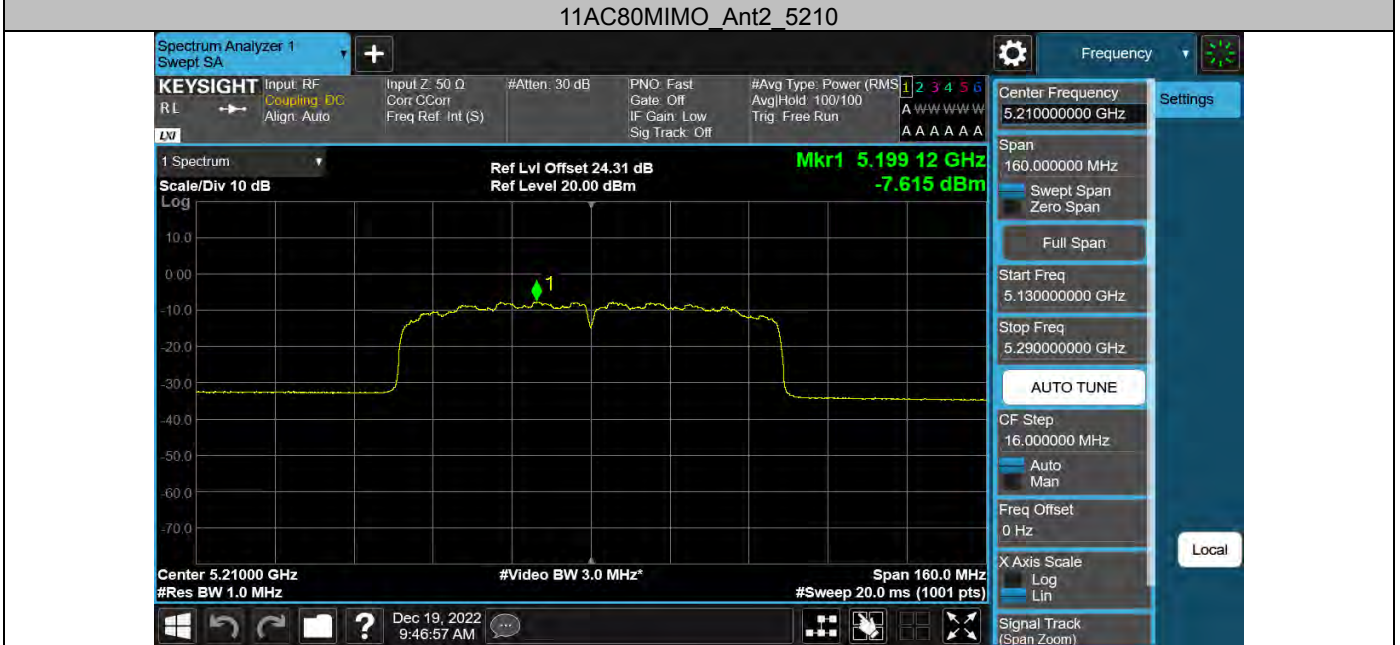 11AC80MIMO_Ant2_5210
Spectrum Analyzer 1
Swept SA
+
Frequency
KEYSIGHT
RL
LXI
Input: RF
Coupling: DC
Align: Auto
Input Z: 50 Ω
Corr CCorr
Freq Ref: Int (S)
#Atten: 30 dB
PNO: Fast
Gate: Off
IF Gain: Low
Sig Track: Off
#Avg Type: Power (RMS
Avg|Hold: 100/100
Trig: Free Run
1 2 3 4 5 6
A W W W W W
A A A A A A
Center Frequency
5.210000000 GHz
Settings
Span
160.000000 MHz
Swept Span
Zero Span
Full Span
Start Freq
5.130000000 GHz
Stop Freq
5.290000000 GHz
AUTO TUNE
CF Step
16.000000 MHz
Auto
Man
Freq Offset
0 Hz
X Axis Scale
Log
Lin
Signal Track
(Span Zoom)
Local
1 Spectrum
Scale/Div 10 dB
Log
Ref Lvl Offset 24.31 dB
Ref Level 20.00 dBm
Mkr1 5.199 12 GHz
-7.615 dBm
10.0
0.00
1
-10.0
-20.0
-30.0
-40.0
-50.0
-60.0
-70.0
Center 5.21000 GHz
#Res BW 1.0 MHz
#Video BW 3.0 MHz*
Span 160.0 MHz
#Sweep 20.0 ms (1001 pts)
?
Dec 19, 2022
9:46:57 AM